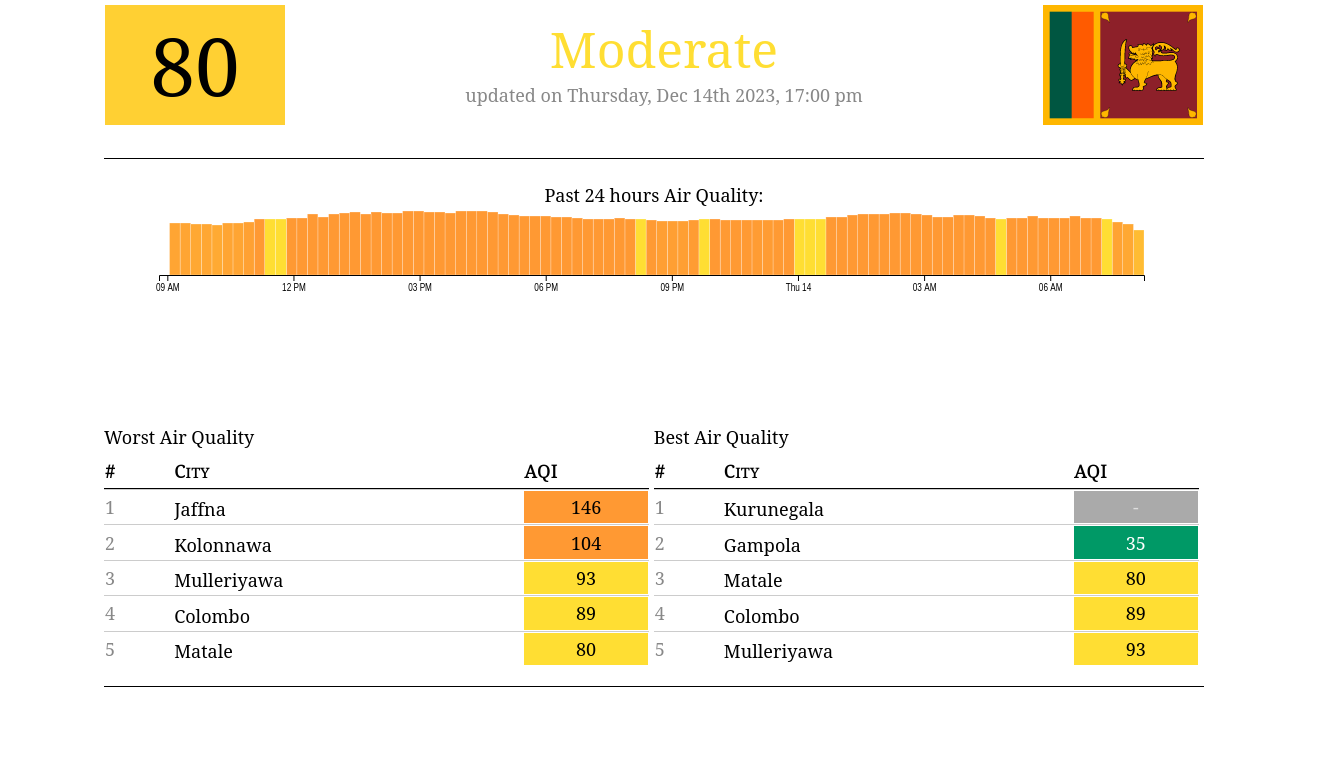 80
Moderate
updated on Thursday, Dec 14th 2023, 17:00 pm
Past 24 hours Air Quality:
09 AM 12 PM 03 PM 06 PM 09 PM Thu 14 03 AM 06 AM
Worst Air Quality
# City AQI
1 Jaffna 146
2 Kolonnawa 104
3 Mulleriyawa 93
4 Colombo 89
5 Matale 80
Best Air Quality
# City AQI
1 Kurunegala -
2 Gampola 35
3 Matale 80
4 Colombo 89
5 Mulleriyawa 93